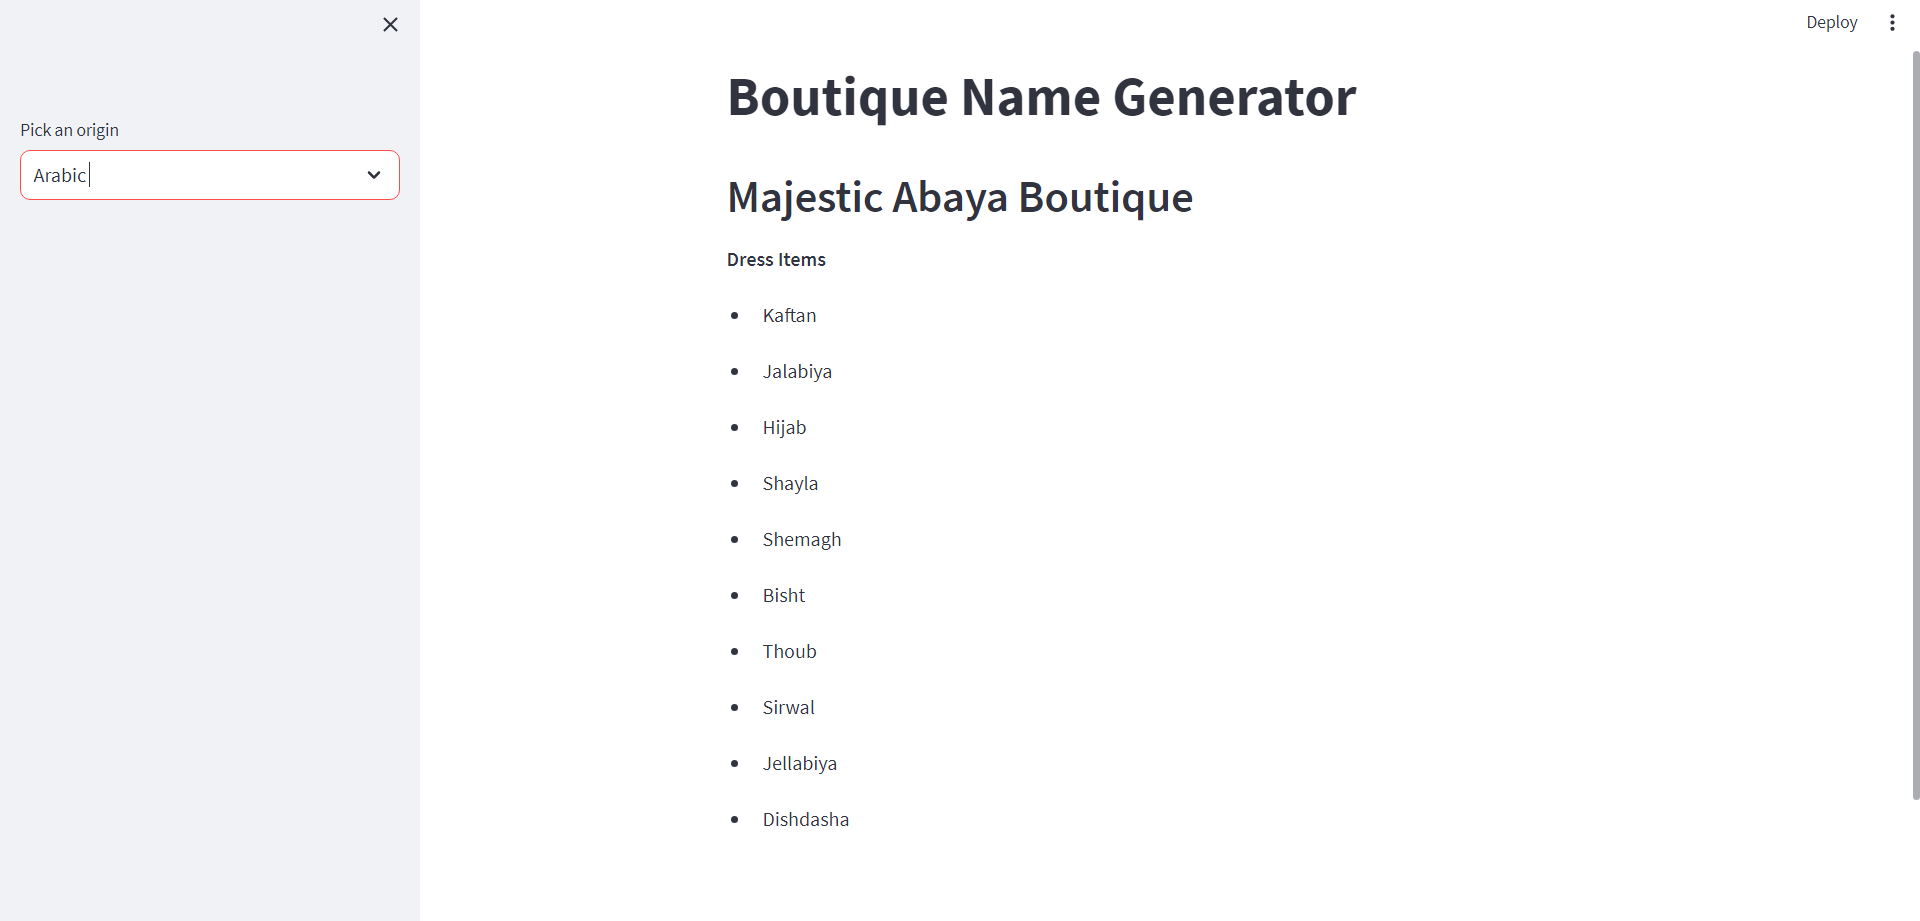 Deploy
Pick an origin
Arabic
Boutique Name Generator
Majestic Abaya Boutique
Dress Items
Kaftan
Jalabiya
Hijab
Shayla
Shemagh
Bisht
Thoub
Sirwal
Jellabiya
Dishdasha